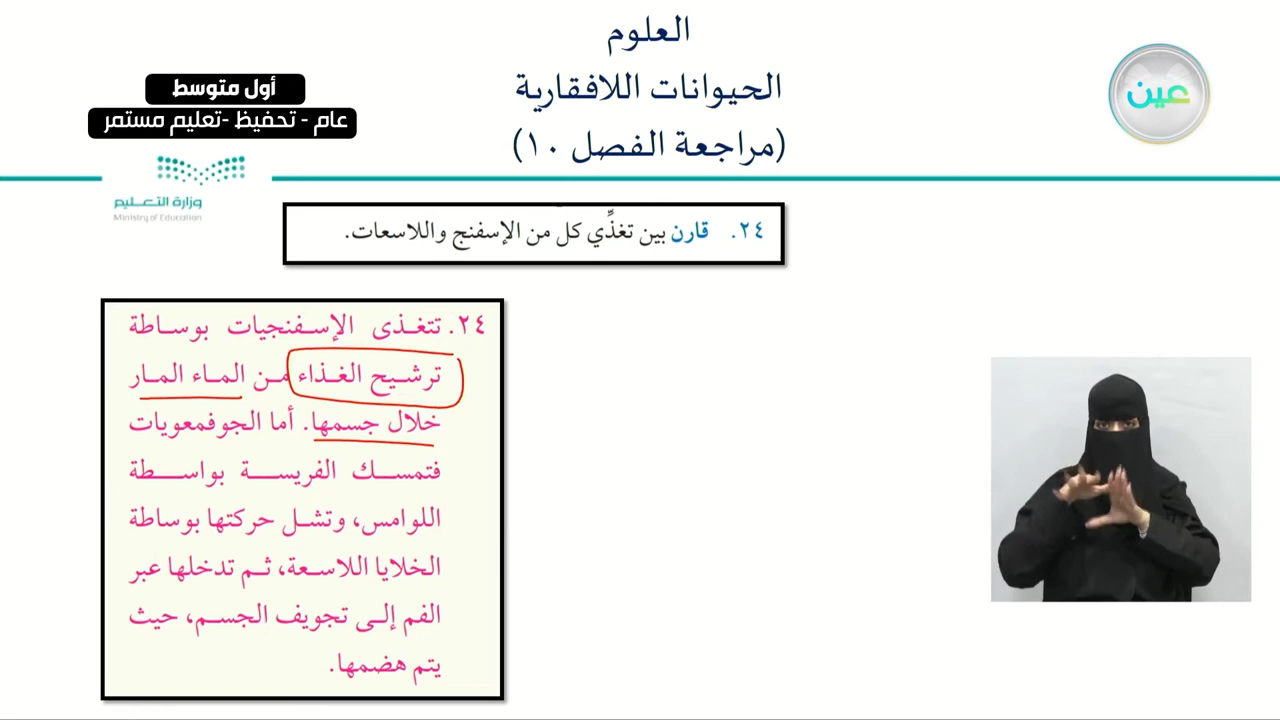 العلوم
الحيوانات اللافقارية
(مراجعة الفصل ١٠)
عين
أول متوسط
عام - تحفيظ -تعليم مستمر
وزارة التعليم
Ministry of Education
٢٤. قارن بين تغذِّي كل من الإسفنج واللاسعات.
٢٤. تتغذى الإسفنجيات بوساطة
ترشيح الغذاء من الماء المار
خلال جسمها. أما الجوفمعويات
فتمسك الفريسة بواسطة
اللوامس، وتشل حركتها بوساطة
الخلايا اللاسعة، ثم تدخلها عبر
الفم إلى تجويف الجسم، حيث
يتم هضمها.